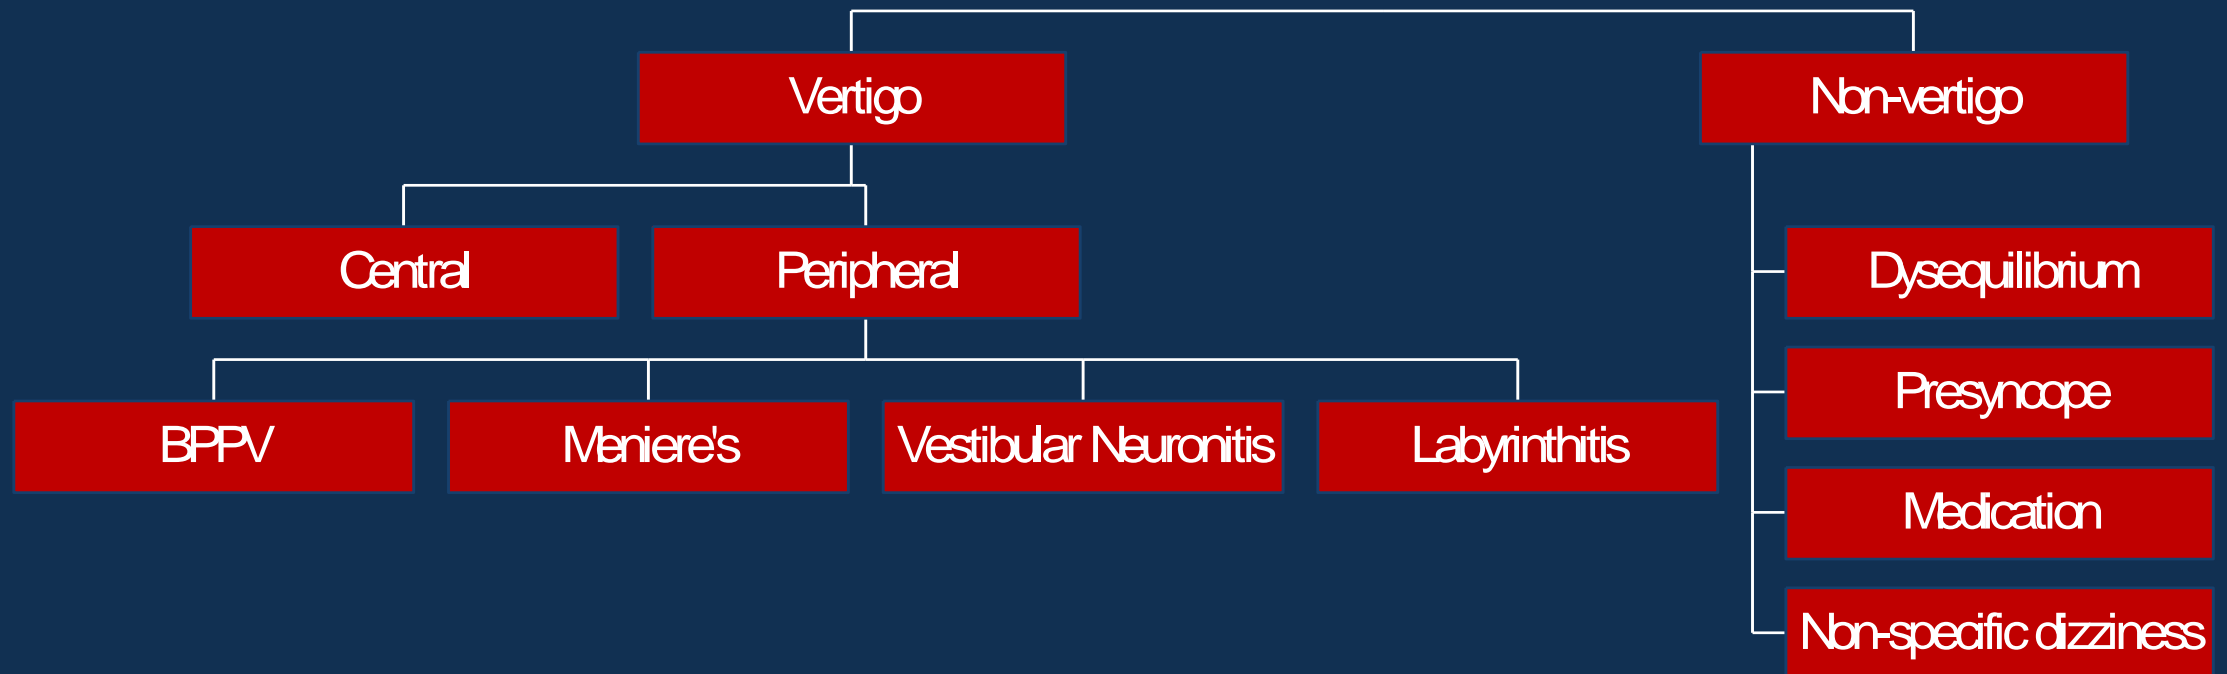 Vertigo
Non-vertigo
Central
Peripheral
Dysequilibrium
Presyncope
BPPV
Meniere's
Vestibular Neuronitis
Labyrinthitis
Medication
Non-specific dizziness